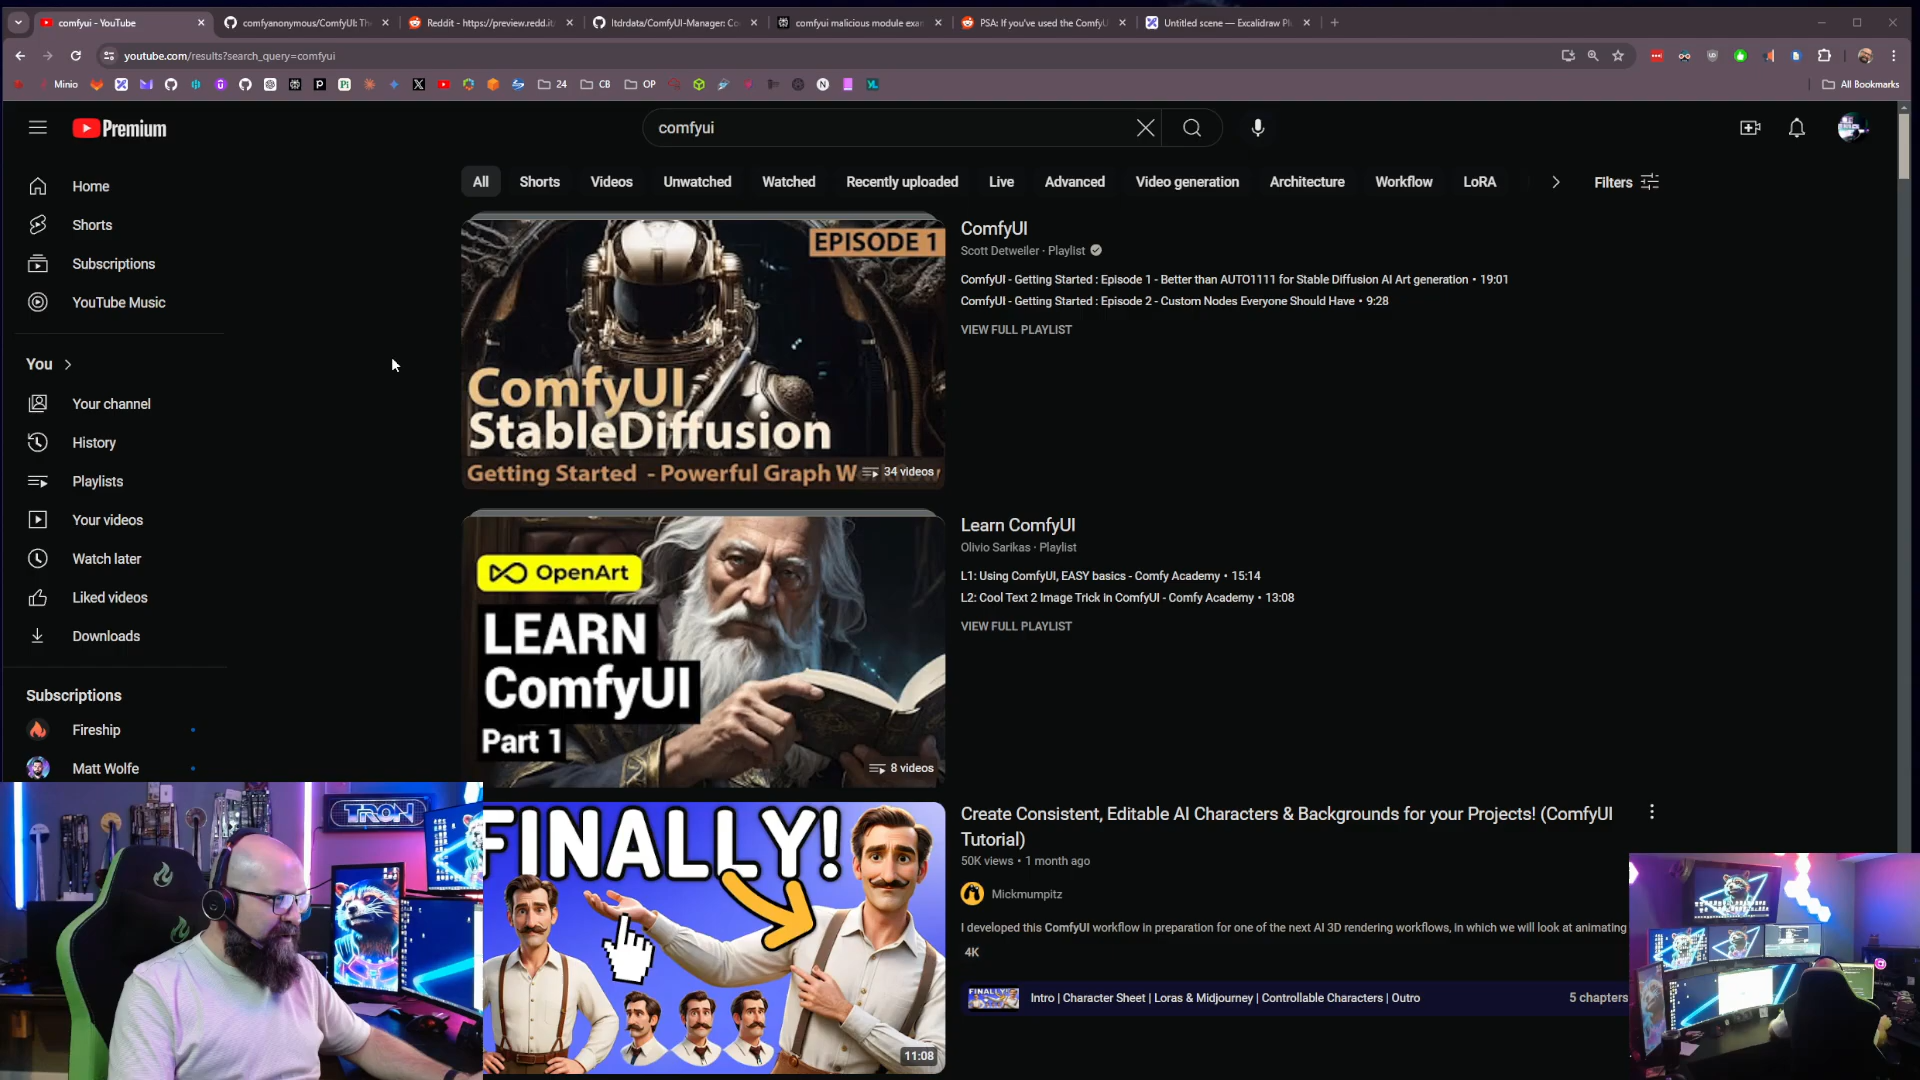 comfyui - YouTube
comfyanonymous/ComfyUI: Th
Reddit - https://preview.redd.it
ltdrdata/ComfyUI-Manager: Co
comfyui malicious module exa
PSA: If you've used the ComfyU
Untitled scene — Excalidraw Pl
youtube.com/results?search_query=comfyui
Minio
24
CB
OP
All Bookmarks
Premium
comfyui
All
Shorts
Videos
Unwatched
Watched
Recently uploaded
Live
Advanced
Video generation
Architecture
Workflow
LoRA
Filters
Home
Shorts
Subscriptions
YouTube Music
You
Your channel
History
Playlists
Your videos
Watch later
Liked videos
Downloads
Subscriptions
Fireship
Matt Wolfe
EPISODE 1
ComfyUI
StableDiffusion
Getting Started - Powerful Graph W
34 videos
ComfyUI
Scott Detweiler · Playlist
ComfyUI - Getting Started : Episode 1 - Better than AUTO1111 for Stable Diffusion AI Art generation • 19:01
ComfyUI - Getting Started : Episode 2 - Custom Nodes Everyone Should Have • 9:28
VIEW FULL PLAYLIST
OpenArt
LEARN
ComfyUI
Part 1
8 videos
Learn ComfyUI
Olivio Sarikas · Playlist
L1: Using ComfyUI, EASY basics - Comfy Academy • 15:14
L2: Cool Text 2 Image Trick in ComfyUI - Comfy Academy • 13:08
VIEW FULL PLAYLIST
FINALLY!
11:08
Create Consistent, Editable AI Characters & Backgrounds for your Projects! (ComfyUI
Tutorial)
50K views • 1 month ago
Mickmumpitz
I developed this ComfyUI workflow in preparation for one of the next AI 3D rendering workflows, in which we will look at animating
4K
FINALLY!
Intro | Character Sheet | Loras & Midjourney | Controllable Characters | Outro
5 chapters
TRON